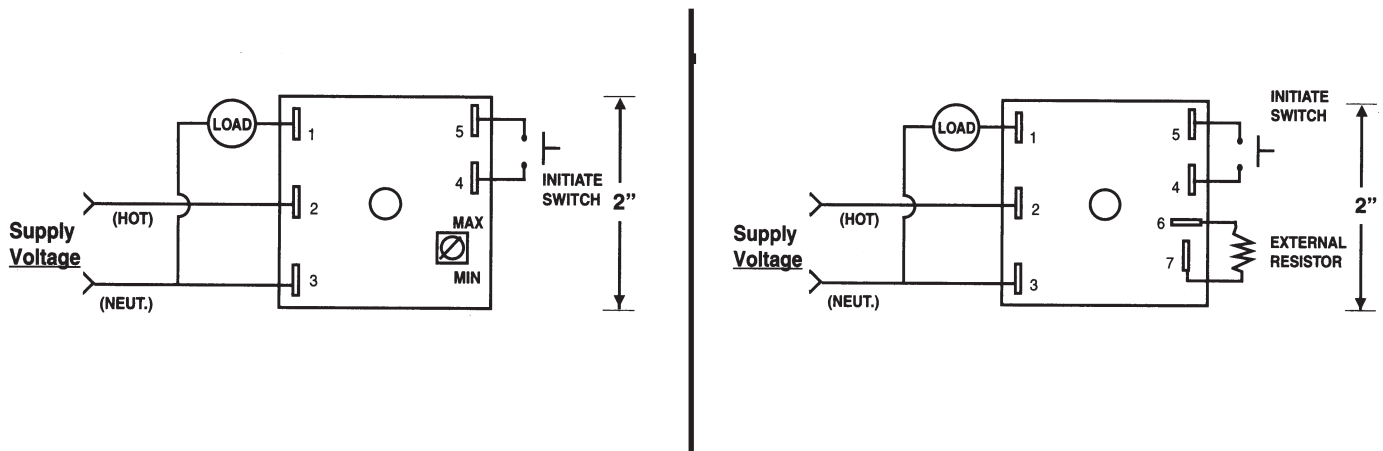 LOAD
1
5
4
INITIATE
SWITCH
2”
2
(HOT)
Supply
Voltage
MAX
MIN
3
(NEUT.)
INITIATE
SWITCH
LOAD
1
5
4
2
(HOT)
2”
6
Supply
Voltage
EXTERNAL
RESISTOR
7
3
(NEUT.)